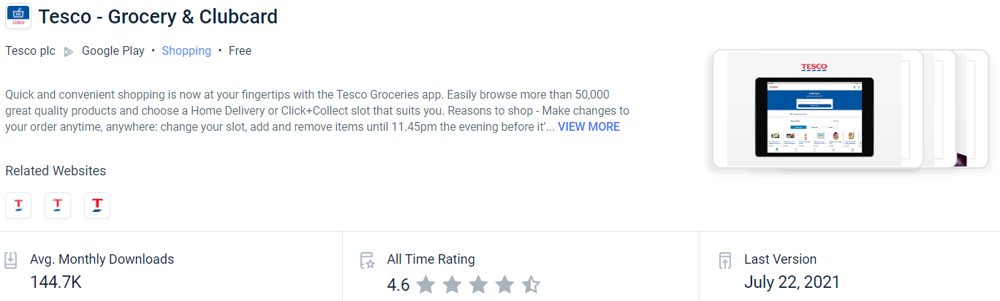 Tesco - Grocery & Clubcard
Tesco plc Google Play • Shopping • Free
Quick and convenient shopping is now at your fingertips with the Tesco Groceries app. Easily browse more than 50,000
great quality products and choose a Home Delivery or Click+Collect slot that suits you. Reasons to shop - Make changes to
your order anytime, anywhere: change your slot, add and remove items until 11.45pm the evening before it’... VIEW MORE
TESCO
Related Websites
T T T
Avg. Monthly Downloads
144.7K
All Time Rating
4.6
Last Version
July 22, 2021